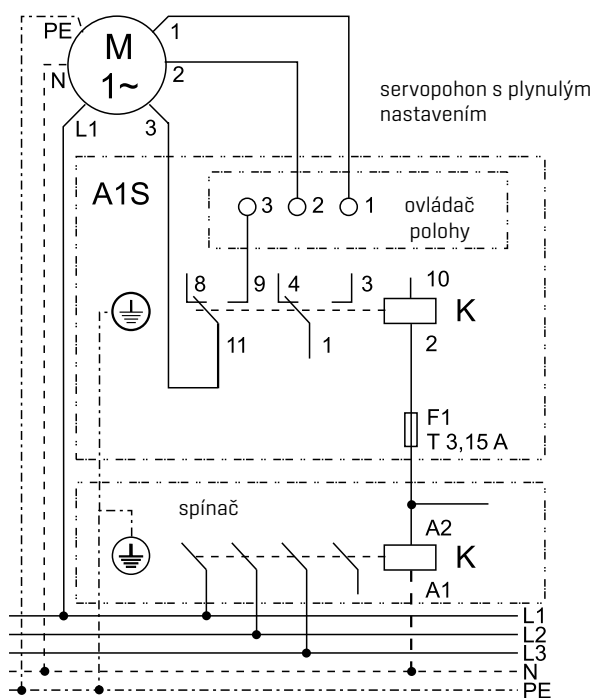 PE
1
M
1~
N
2
L1
3
servopohon s plynulým
nastavením
A1S
3
2
1
ovládač
polohy
8
9
4
3
10
K
11
1
2
F1
T 3,15 A
spínač
A2
K
A1
L1
L2
L3
N
PE